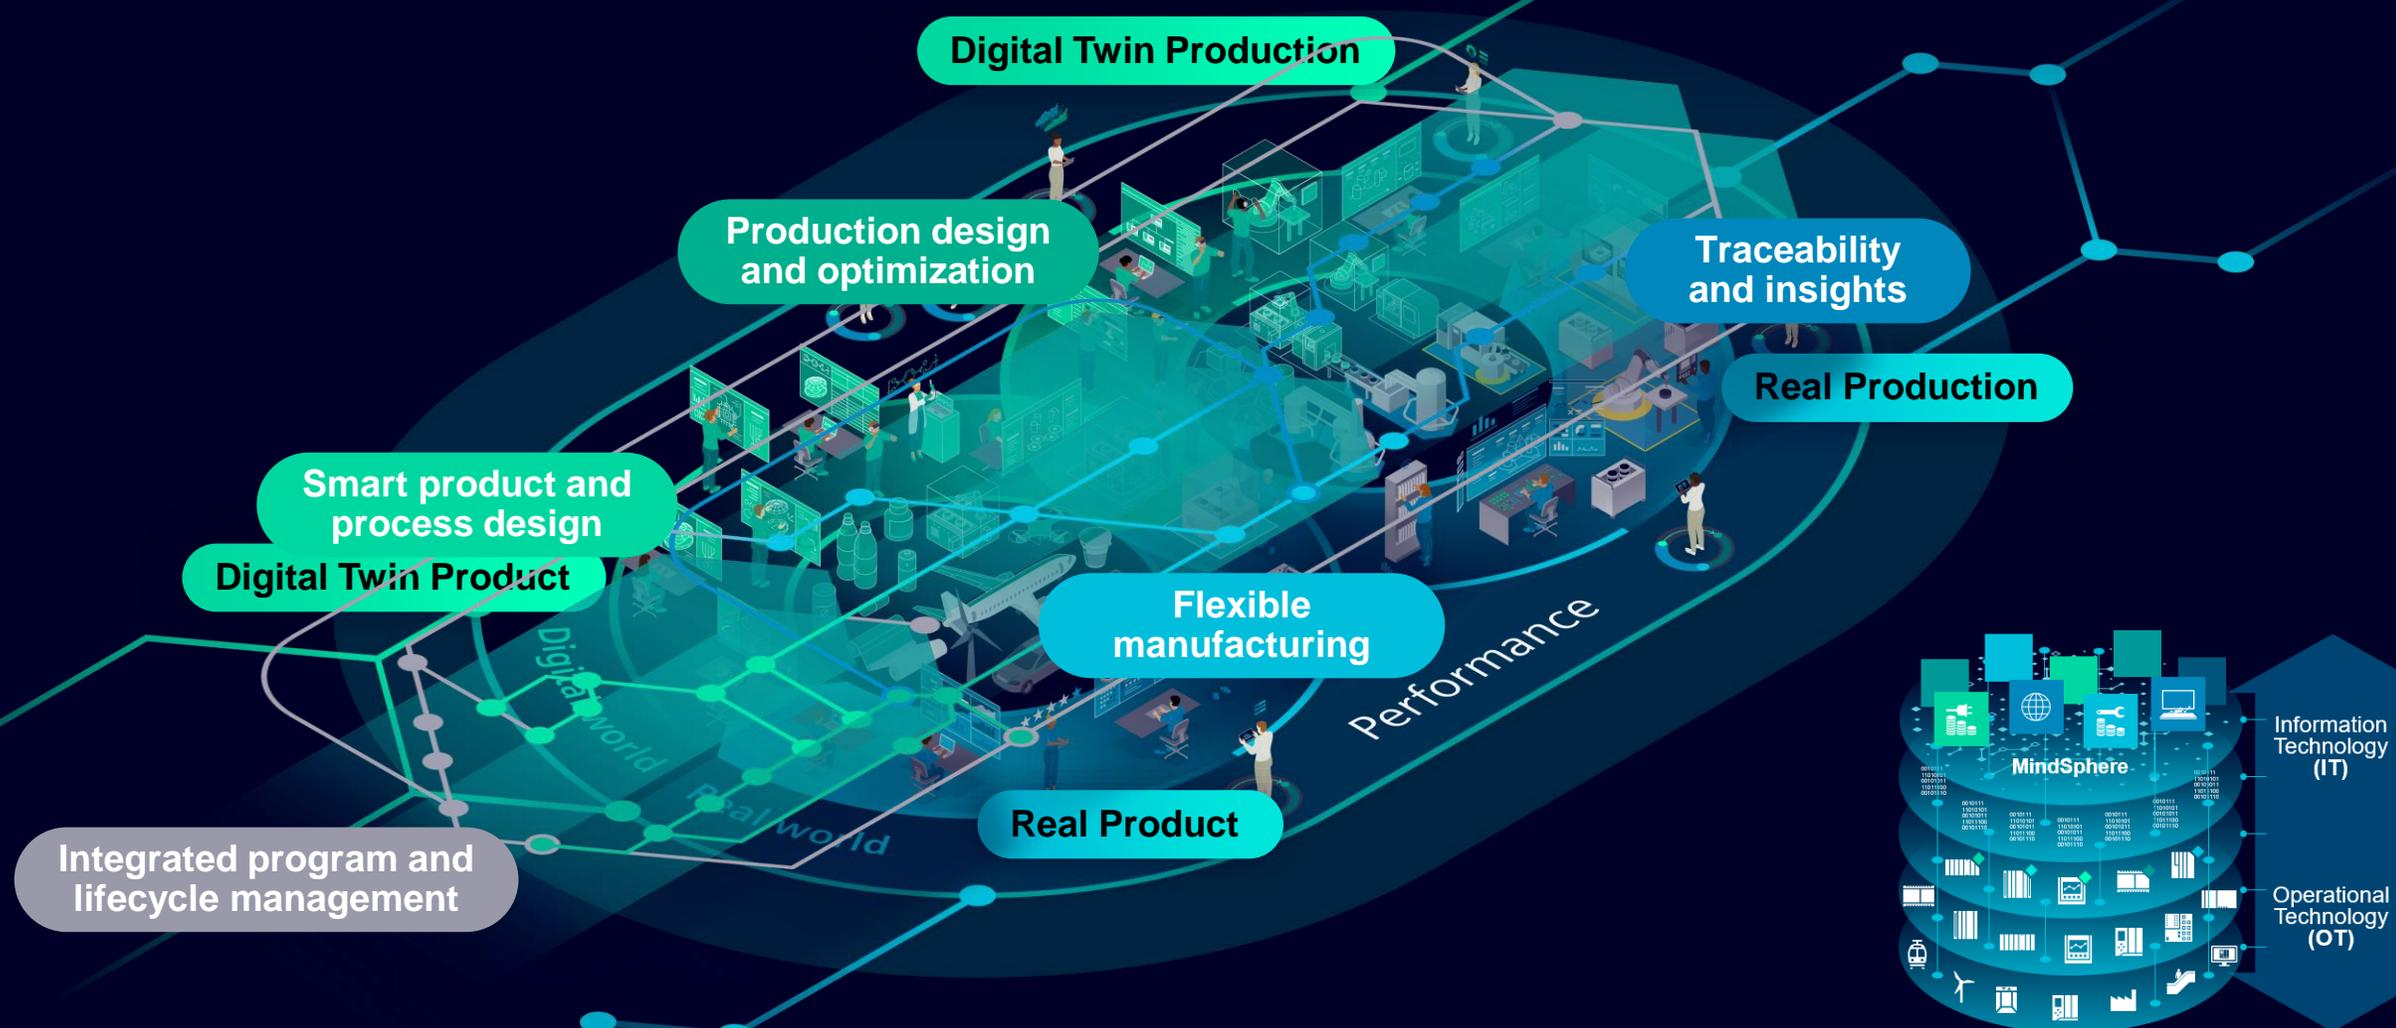 Digital Twin Production
Production design
and optimization
Traceability
and insights
Real Production
Smart product and
process design
Digital Twin Product
Flexible
manufacturing
Performance
Digital world
Real world
Real Product
Integrated program and
lifecycle management
MindSphere
Information
Technology
(IT)
Operational
Technology
(OT)